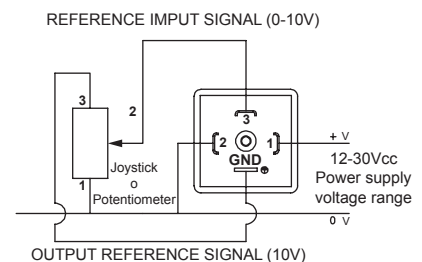 REFERENCE IMPUT SIGNAL (0-10V)
3
2
3
2
1
+ V
GND
Joystick
o
Potentiometer
1
12-30Vcc
Power supply
voltage range
0 V
OUTPUT REFERENCE SIGNAL (10V)